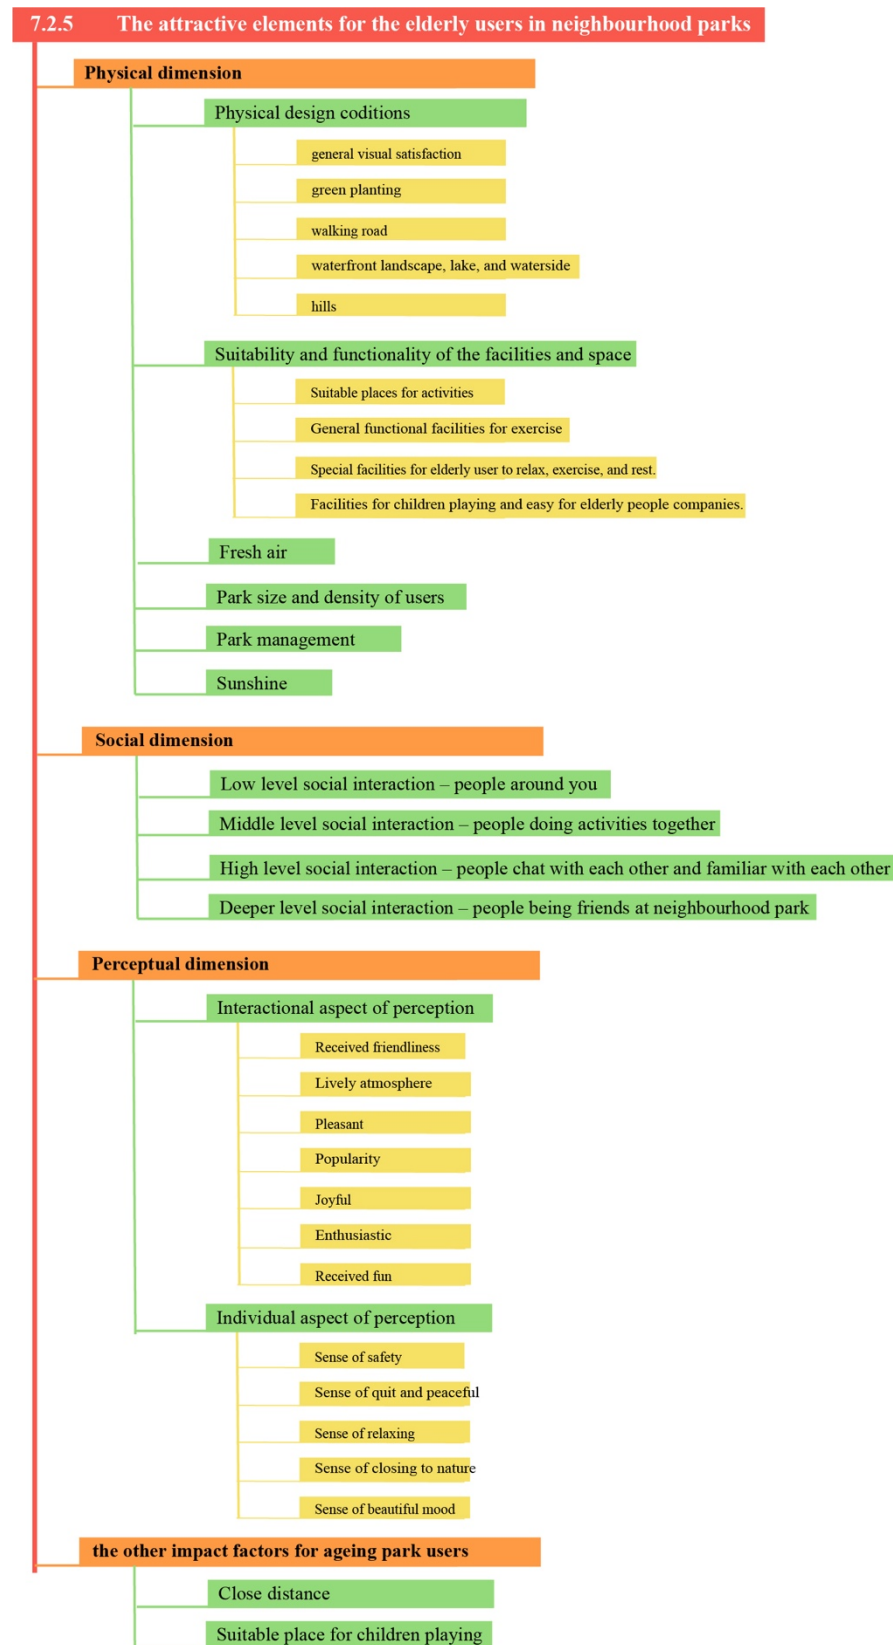 7.2.5 The attractive elements for the elderly users in neighbourhood parks
Physical dimension
Physical design coditions
general visual satisfaction
green planting
walking road
waterfront landscape, lake, and waterside
hills
Suitability and functionality of the facilities and space
Suitable places for activities
General functional facilities for exercise
Special facilities for elderly user to relax, exercise, and rest.
Facilities for children playing and easy for elderly people companies.
Fresh air
Park size and density of users
Park management
Sunshine
Social dimension
Low level social interaction – people around you
Middle level social interaction – people doing activities together
High level social interaction – people chat with each other and familiar with each other
Deeper level social interaction – people being friends at neighbourhood park
Perceptual dimension
Interactional aspect of perception
Received friendliness
Lively atmosphere
Pleasant
Popularity
Joyful
Enthusiastic
Received fun
Individual aspect of perception
Sense of safety
Sense of quit and peaceful
Sense of relaxing
Sense of closing to nature
Sense of beautiful mood
the other impact factors for ageing park users
Close distance
Suitable place for children playing